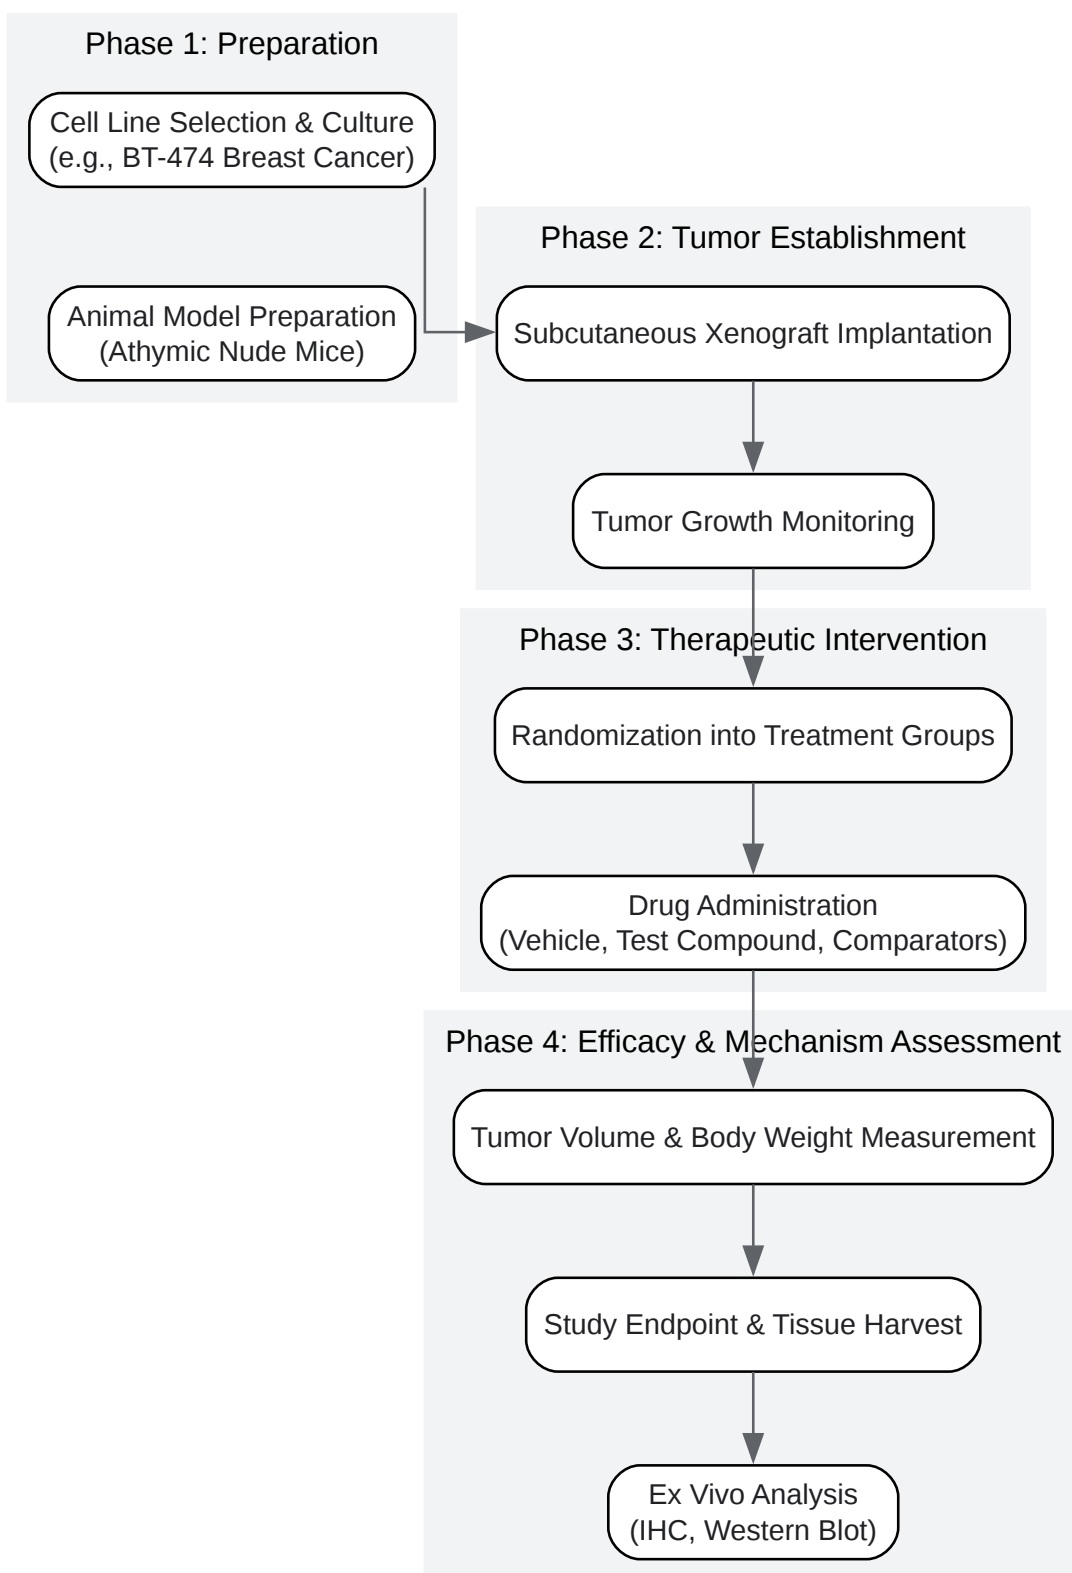 Phase 1: Preparation
Cell Line Selection & Culture
(e.g., BT-474 Breast Cancer)
Animal Model Preparation
(Athymic Nude Mice)
Phase 2: Tumor Establishment
Subcutaneous Xenograft Implantation
Tumor Growth Monitoring
Phase 3: Therapeutic Intervention
Randomization into Treatment Groups
Drug Administration
(Vehicle, Test Compound, Comparators)
Phase 4: Efficacy & Mechanism Assessment
Tumor Volume & Body Weight Measurement
Study Endpoint & Tissue Harvest
Ex Vivo Analysis
(IHC, Western Blot)